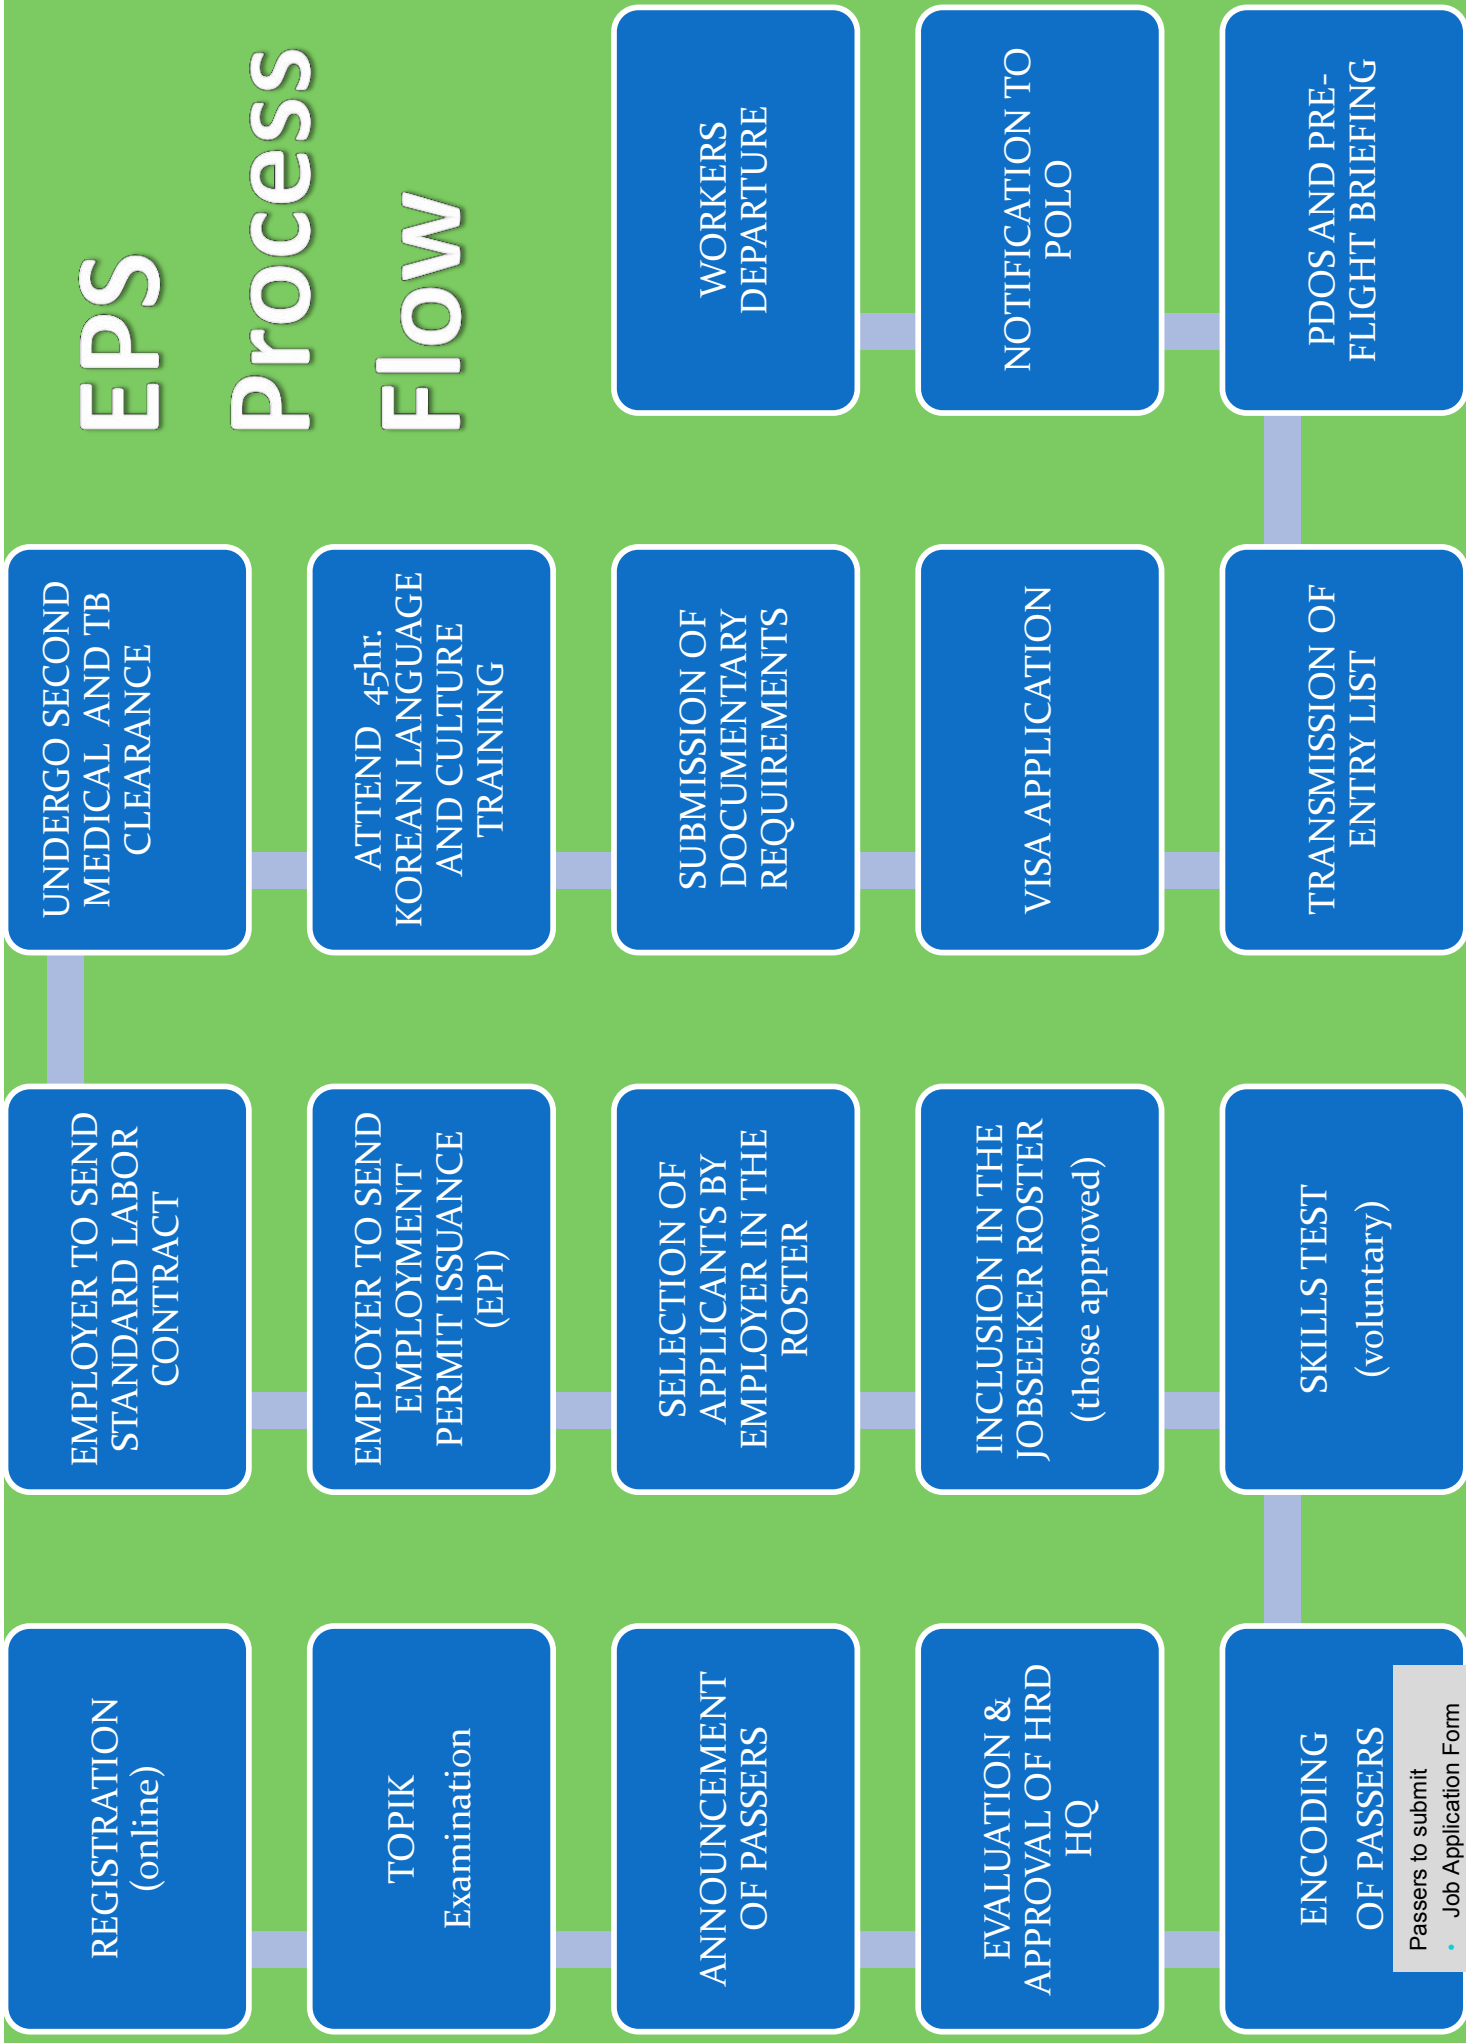 EPS
Process
Flow
REGISTRATION
(online)
TOPIK
Examination
ANNOUNCEMENT
OF PASSERS
EVALUATION &
APPROVAL OF HRD
HQ
ENCODING
OF PASSERS
Passers to submit
• Job Application Form
SKILLS TEST
(voluntary)
INCLUSION IN THE
JOBSEEKER ROSTER
(those approved)
SELECTION OF
APPLICANTS BY
EMPLOYER IN THE
ROSTER
EMPLOYER TO SEND
EMPLOYMENT
PERMIT ISSUANCE
(EPI)
EMPLOYER TO SEND
STANDARD LABOR
CONTRACT
UNDERGO SECOND
MEDICAL AND TB
CLEARANCE
ATTEND 45hr.
KOREAN LANGUAGE
AND CULTURE
TRAINING
SUBMISSION OF
DOCUMENTARY
REQUIREMENTS
VISA APPLICATION
TRANSMISSION OF
ENTRY LIST
PDOS AND PRE-
FLIGHT BRIEFING
NOTIFICATION TO
POLO
WORKERS
DEPARTURE